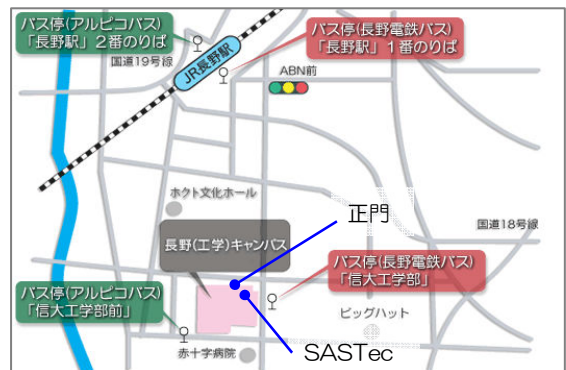 バス停(アルピコバス)
「長野駅」2番のりば
バス停(長野電鉄バス)
「長野駅」1番のりば
国道19号線
JR長野駅
ABN前
ホクト文化ホール
正門
長野(工学)キャンパス
国道18号線
バス停(長野電鉄バス)
「信大工学部」
バス停(アルピコバス)
「信大工学部前」
ビッグハット
赤十字病院
SASTec